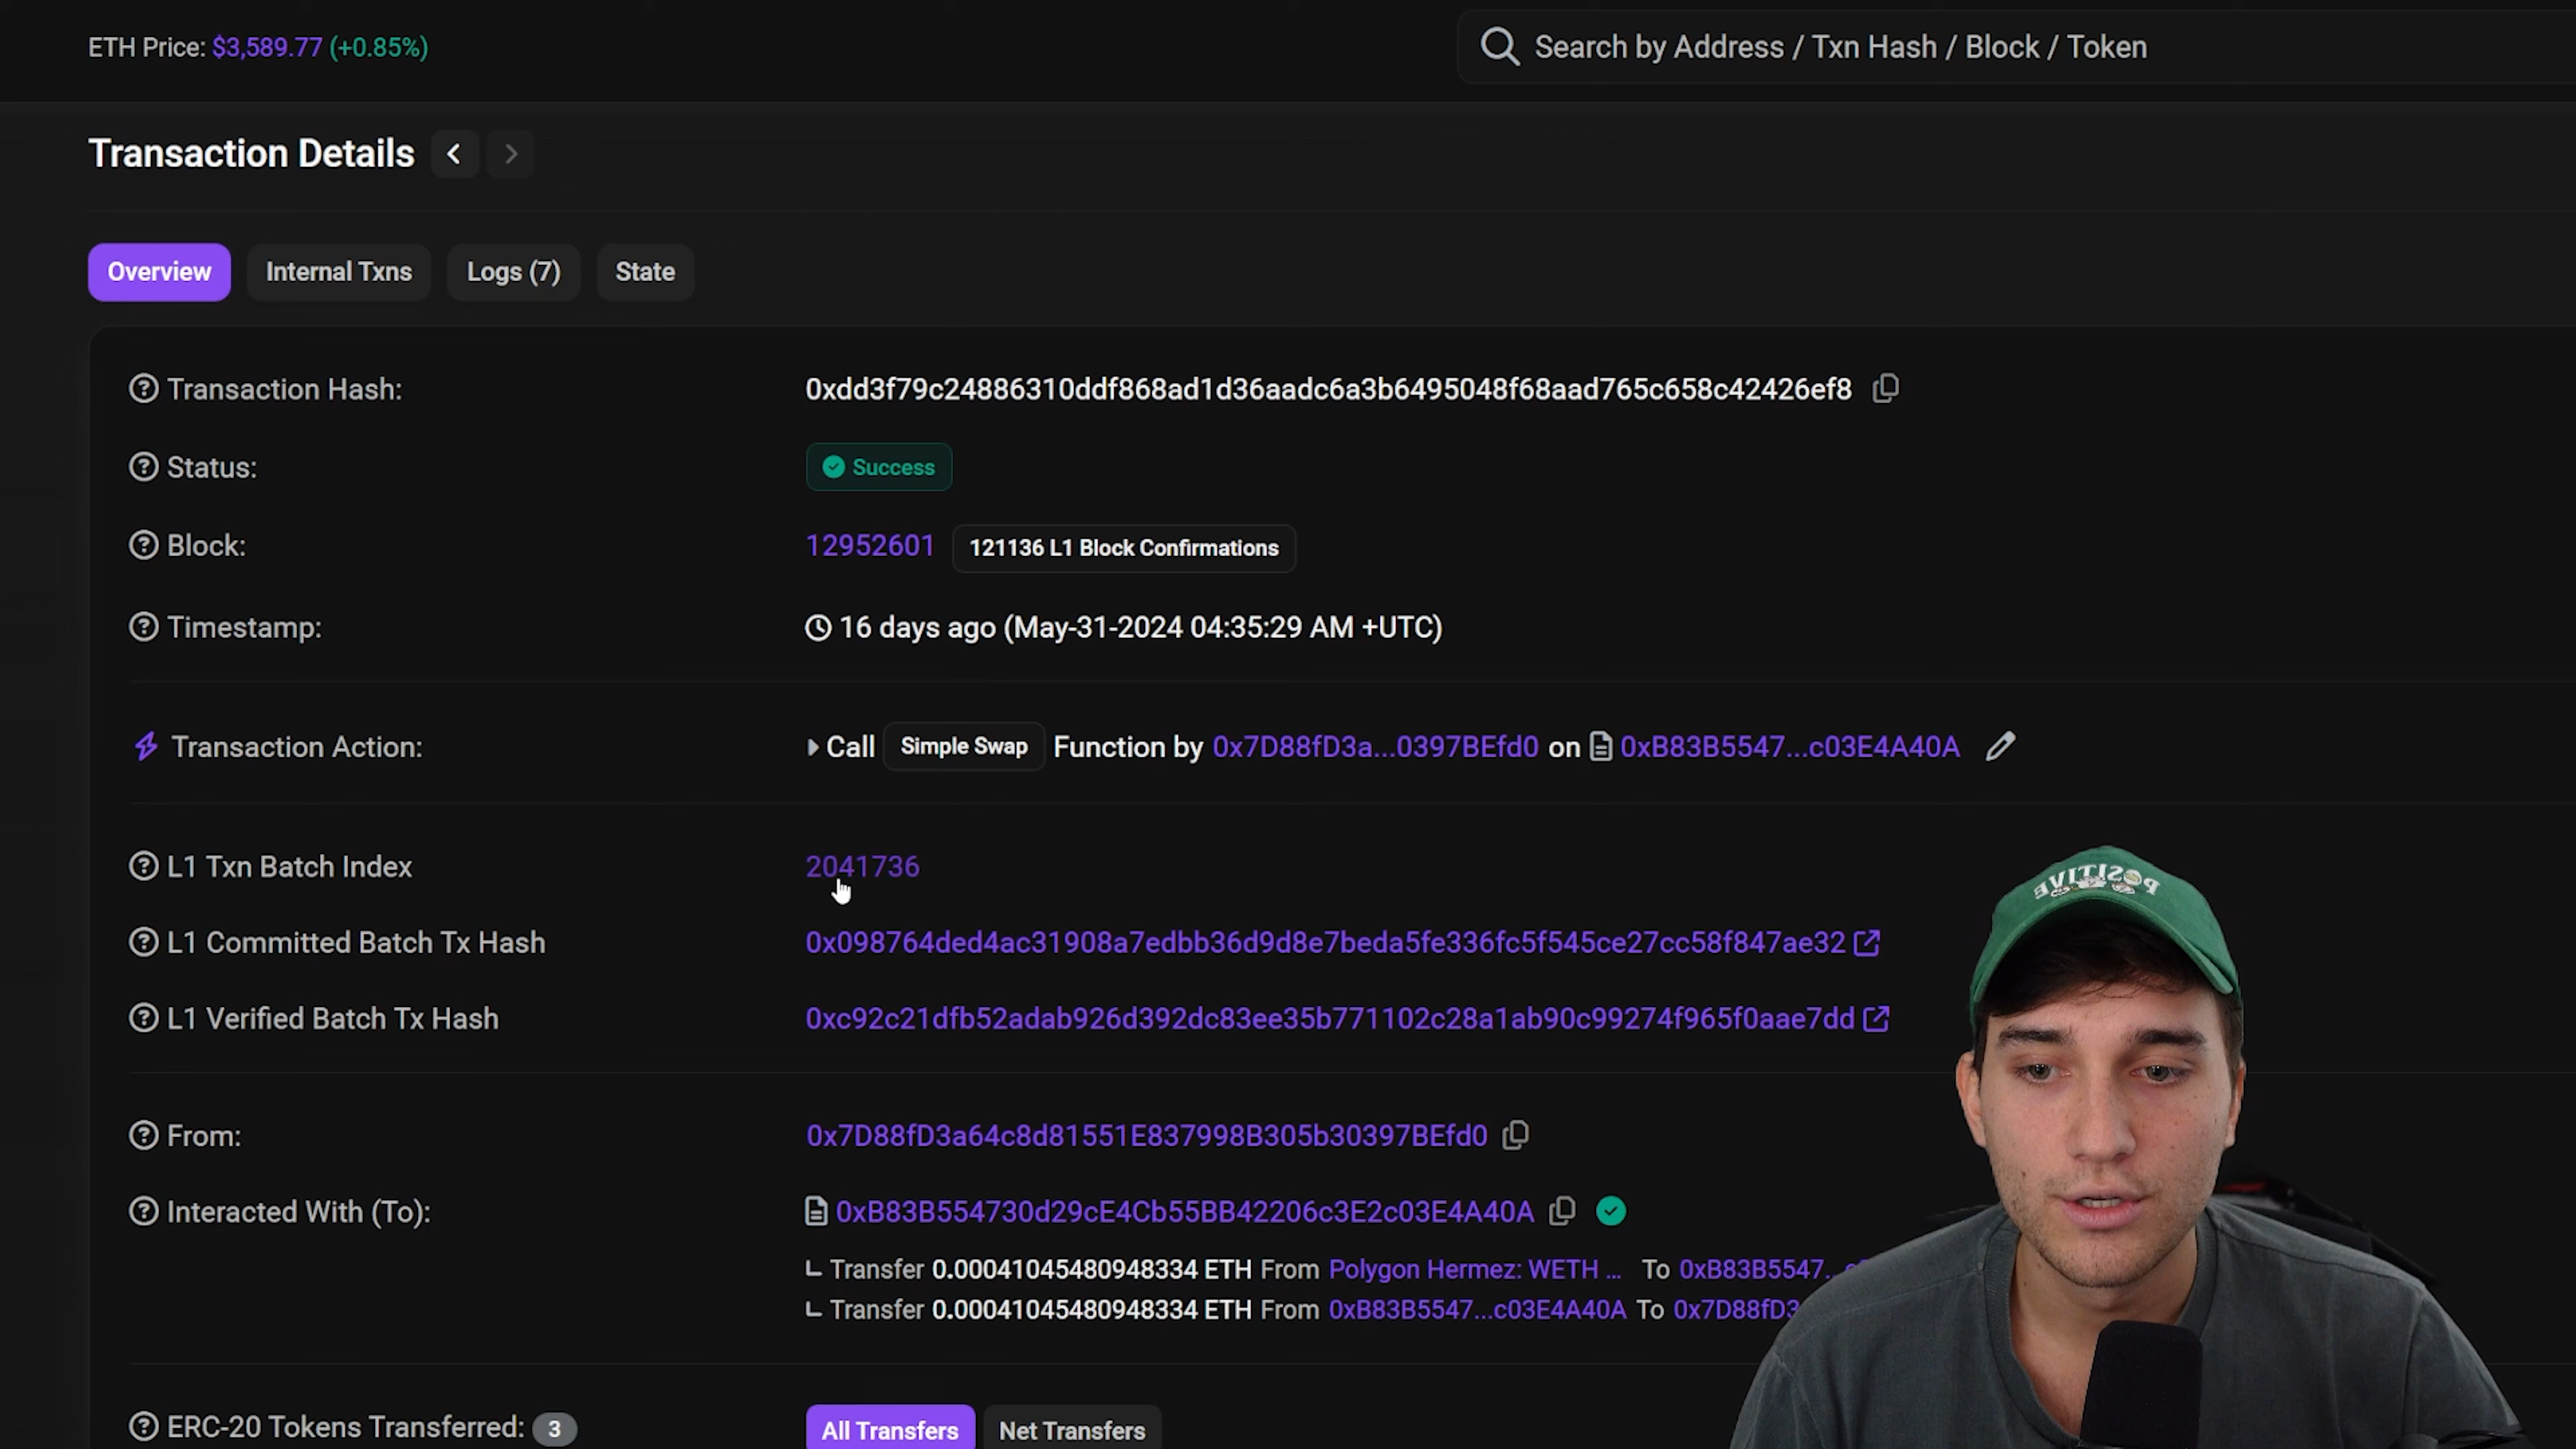 ETH Price: $3,589.77 (+0.85%)
Search by Address / Txn Hash / Block / Token
Transaction Details
Overview
Internal Txns
Logs (7)
State
Transaction Hash:
0xdd3f79c24886310ddf868ad1d36aadc6a3b6495048f68aad765c658c42426ef8
Status:
Success
Block:
12952601
121136 L1 Block Confirmations
Timestamp:
16 days ago (May-31-2024 04:35:29 AM +UTC)
Transaction Action:
Call Simple Swap Function by 0x7D88fD3a...0397BEfd0 on 0xB83B5547...c03E4A40A
L1 Txn Batch Index
2041736
L1 Committed Batch Tx Hash
0x098764ded4ac31908a7edbb36d9d8e7beda5fe336fc5f545ce27cc58f847ae32
L1 Verified Batch Tx Hash
0xc92c21dfb52adab926d392dc83ee35b771102c28a1ab90c99274f965f0aae7dd
POSITIVE
From:
0x7D88fD3a64c8d81551E837998B305b30397BEfd0
Interacted With (To):
0xB83B554730d29cE4Cb55BB42206c3E2c03E4A40A
Transfer 0.00041045480948334 ETH From Polygon Hermez: WETH ... To 0xB83B5547...
Transfer 0.00041045480948334 ETH From 0xB83B5547...c03E4A40A To 0x7D88fD3
ERC-20 Tokens Transferred: 3
All Transfers
Net Transfers